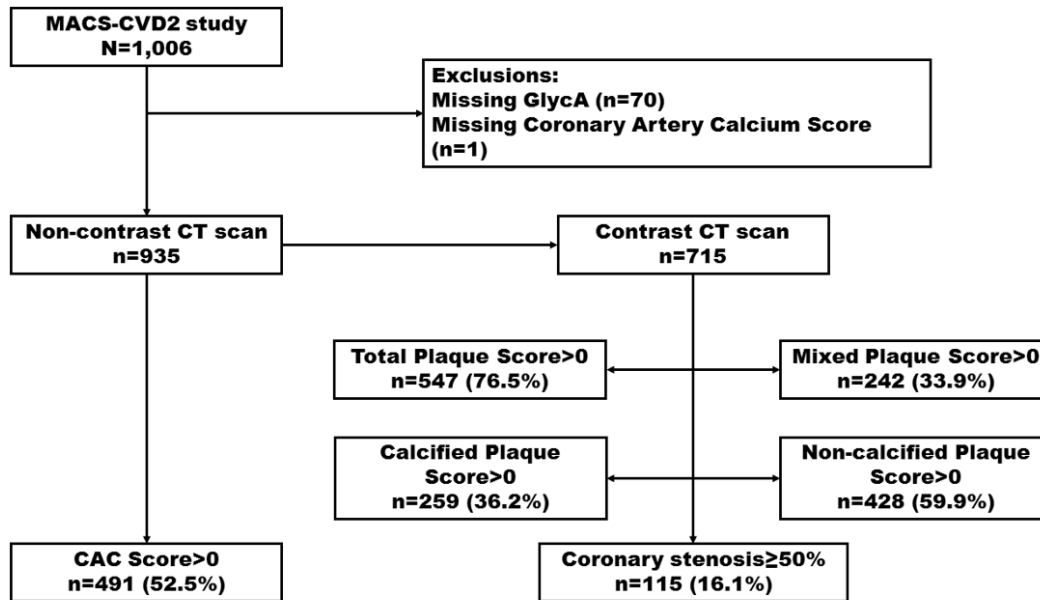 MACS-CVD2 study
N=1,006
Exclusions:
Missing GlycA (n=70)
Missing Coronary Artery Calcium Score
(n=1)
Non-contrast CT scan
n=935
Contrast CT scan
n=715
Total Plaque Score>0
n=547 (76.5%)
Mixed Plaque Score>0
n=242 (33.9%)
Calcified Plaque
Score>0
n=259 (36.2%)
Non-calcified Plaque
Score>0
n=428 (59.9%)
CAC Score>0
n=491 (52.5%)
Coronary stenosis≥50%
n=115 (16.1%)